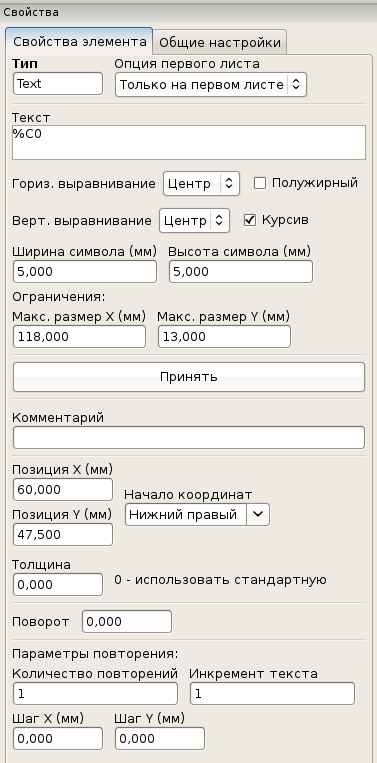 Свойства
Свойства элемента Общие настройки
Тип Опция первого листа
Text Только на первом листе
Текст
%C0
Гориз. выравнивание Центр Полужирный
Верт. выравнивание Центр Курсив
Ширина символа (мм) Высота символа (мм)
5,000 5,000
Ограничения:
Макс. размер X (мм) Макс. размер Y (мм)
118,000 13,000
Принять
Комментарий
Позиция X (мм)
60,000
Начало координат
Позиция Y (мм) Нижний правый
47,500
Толщина
0,000 0 - использовать стандартную
Поворот 0,000
Параметры повторения:
Количество повторений Инкремент текста
1 1
Шаг X (мм) Шаг Y (мм)
0,000 0,000